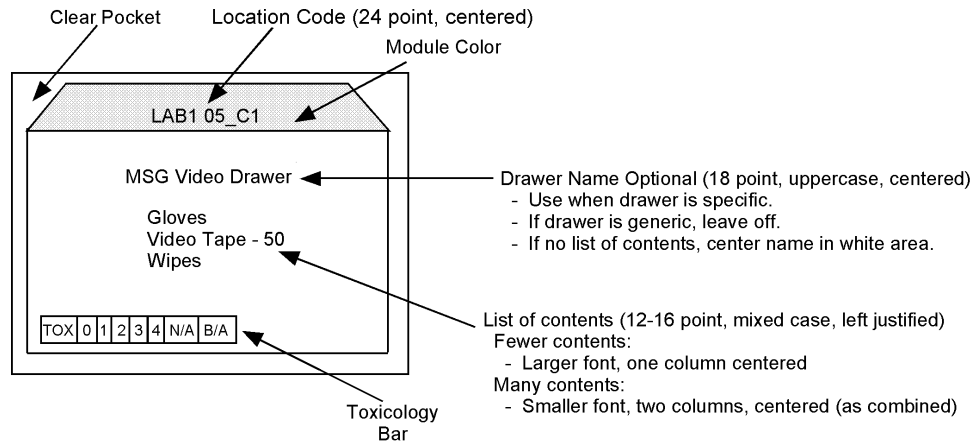 Clear Pocket
Location Code (24 point, centered)
Module Color
LAB1 05_C1
MSG Video Drawer
Drawer Name Optional (18 point, uppercase, centered)
- Use when drawer is specific.
- If drawer is generic, leave off.
- If no list of contents, center name in white area.
Gloves
Video Tape - 50
Wipes
TOX 0 1 2 3 4 N/A B/A
List of contents (12-16 point, mixed case, left justified)
Fewer contents:
- Larger font, one column centered
Many contents:
- Smaller font, two columns, centered (as combined)
Toxicology
Bar